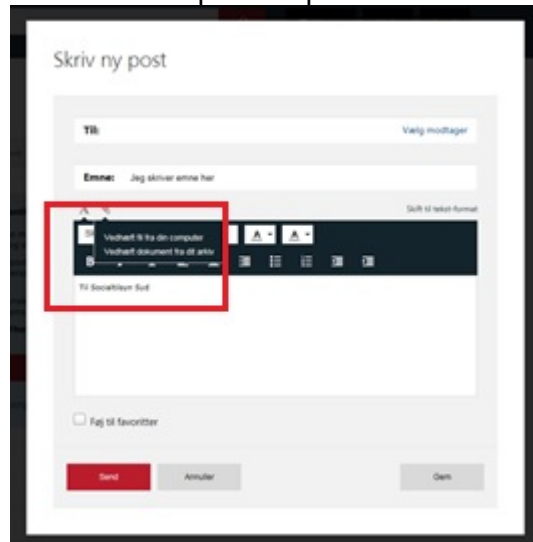 Skriv ny post
Til:
Vælg modtager
Emne: Jeg skriver emne her
Skift til tekst-format
Vedhæft fil fra din computer
Vedhæft dokument fra dit arkiv
B
Til Socialtilsyn Syd
Føj til favoritter
Send Annuller Gem